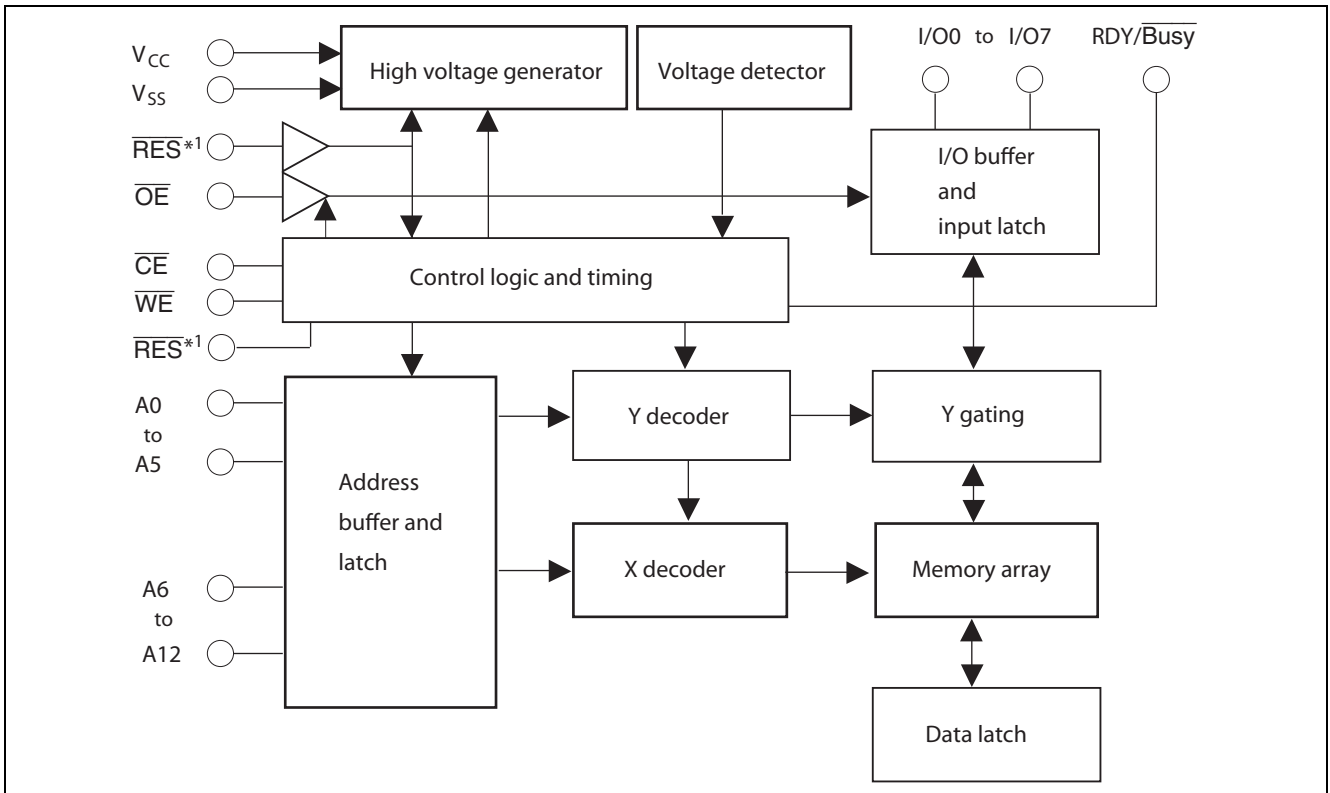 VCC
VSS
RES*1
OE
CE
WE
RES*1
A0
to
A5
A6
to
A12
High voltage generator
Voltage detector
I/O0 to I/O7
RDY/Busy
I/O buffer
and
input latch
Control logic and timing
Address
buffer and
latch
Y decoder
Y gating
X decoder
Memory array
Data latch